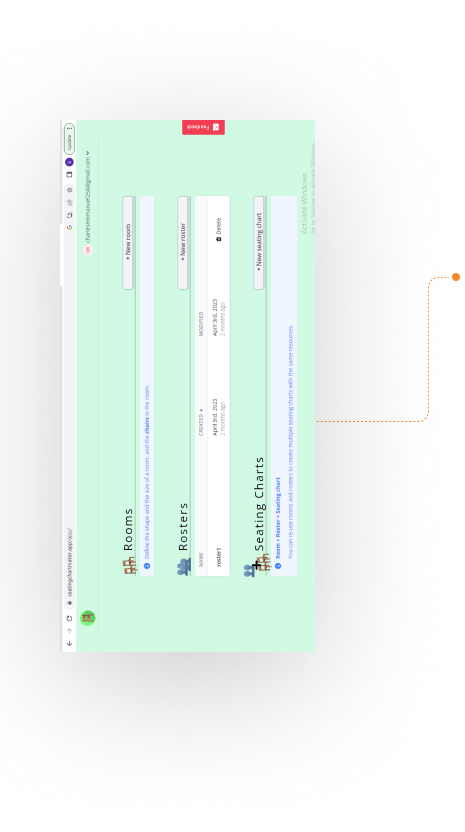 seatingchartmaker.app/app/
Update
charlesemmanuel258@gmail.com
Feedback
Rooms
+ New room
Define the shape and the size of a room, and the chairs in the room.
Rosters
+ New roster
NAME CREATED MODIFIED
roster1 April 3rd, 2023 April 3rd, 2023 Delete
2 months ago 2 months ago
Seating Charts
+ New seating chart
Room + Roster = Seating chart
You can re-use rooms and rosters to create multiple seating charts with the same resources.
Activate Windows
Go to Settings to activate Windows.